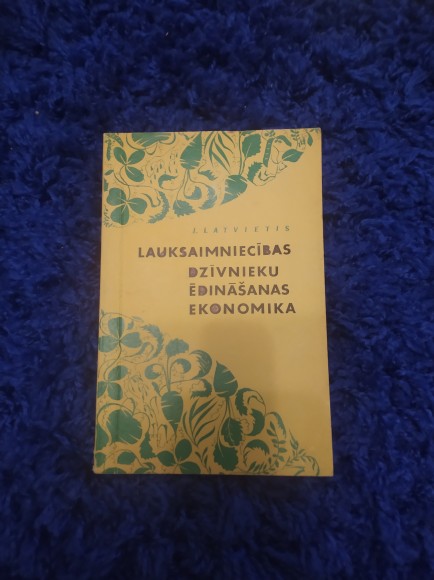 J. LATVIETIS
LAUKSAIMNIECĪBAS
DZĪVNIEKU
ĒDINĀŠANAS
EKONOMIKA